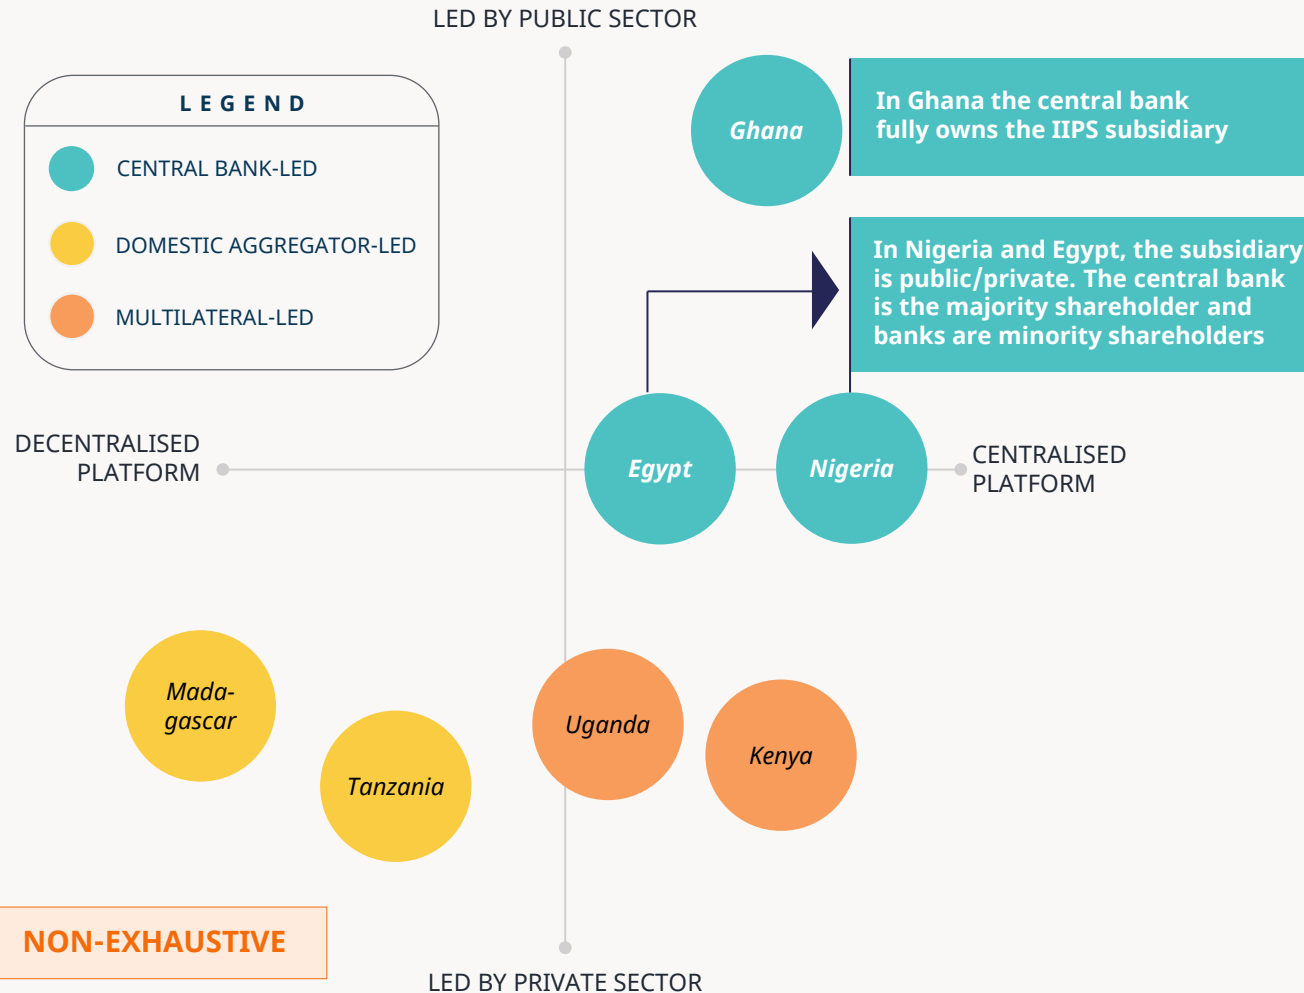 LED BY PUBLIC SECTOR
LEGEND
CENTRAL BANK-LED
DOMESTIC AGGREGATOR-LED
MULTILATERAL-LED
Ghana
In Ghana the central bank
fully owns the IIPS subsidiary
In Nigeria and Egypt, the subsidiary
is public/private. The central bank
is the majority shareholder and
banks are minority shareholders
DECENTRALISED
PLATFORM
Egypt
Nigeria
CENTRALISED
PLATFORM
Mada-
gascar
Tanzania
Uganda
Kenya
NON-EXHAUSTIVE
LED BY PRIVATE SECTOR